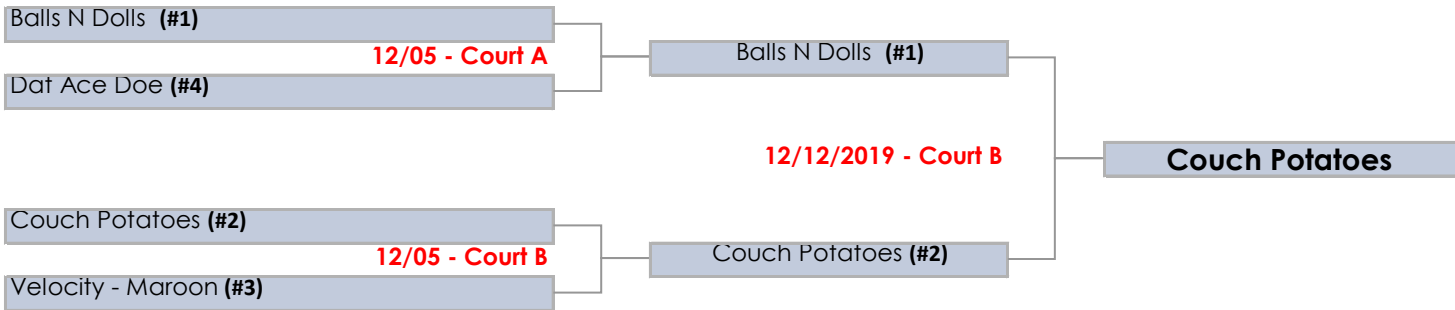 Balls N Dolls (#1)
12/05 - Court A
Dat Ace Doe (#4)
Balls N Dolls (#1)
12/12/2019 - Court B
Couch Potatoes
Couch Potatoes (#2)
12/05 - Court B
Velocity - Maroon (#3)
Couch Potatoes (#2)